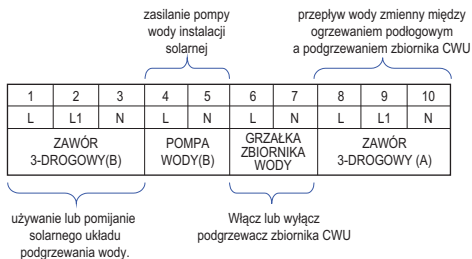 zasilanie pompy
wody instalacji
solarnej
przepływ wody zmienny między
ogrzewaniem podłogowym
a podgrzewaniem zbiornika CWU
1 2 3 4 5 6 7 8 9 10
L L1 N L N L N L L1 N
ZAWÓR
3-DROGOWY(B)
POMPA
WODY(B)
GRZAŁKA
ZBIORNIKA
WODY
ZAWÓR
3-DROGOWY (A)
używanie lub pomijanie
solarnego układu
podgrzewania wody.
Włącz lub wyłącz
podgrzewacz zbiornika CWU